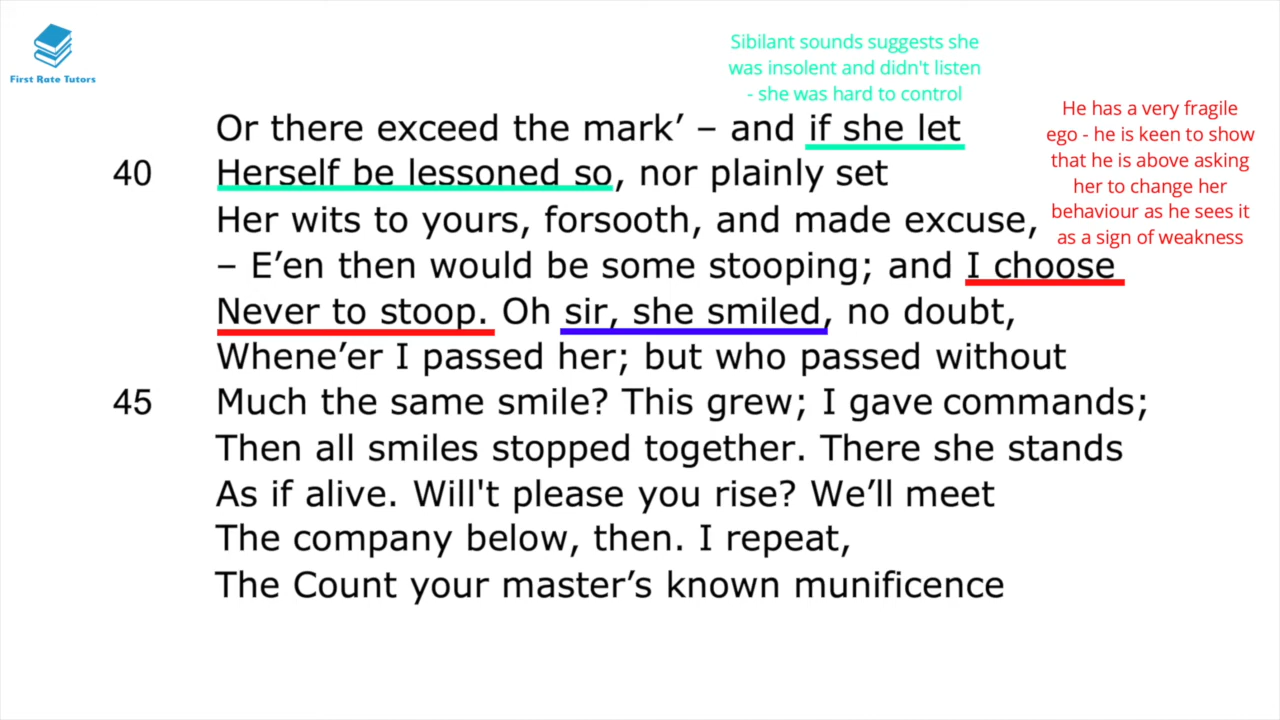 First Rate Tutors
Sibilant sounds suggests she
was insolent and didn't listen
- she was hard to control
He has a very fragile
ego - he is keen to show
that he is above asking
her to change her
behaviour as he sees it
as a sign of weakness
Or there exceed the mark’ – and if she let
40 Herself be lessoned so, nor plainly set
Her wits to yours, forsooth, and made excuse,
– E’en then would be some stooping; and I choose
Never to stoop. Oh sir, she smiled, no doubt,
Whene’er I passed her; but who passed without
45 Much the same smile? This grew; I gave commands;
Then all smiles stopped together. There she stands
As if alive. Will't please you rise? We’ll meet
The company below, then. I repeat,
The Count your master’s known munificence